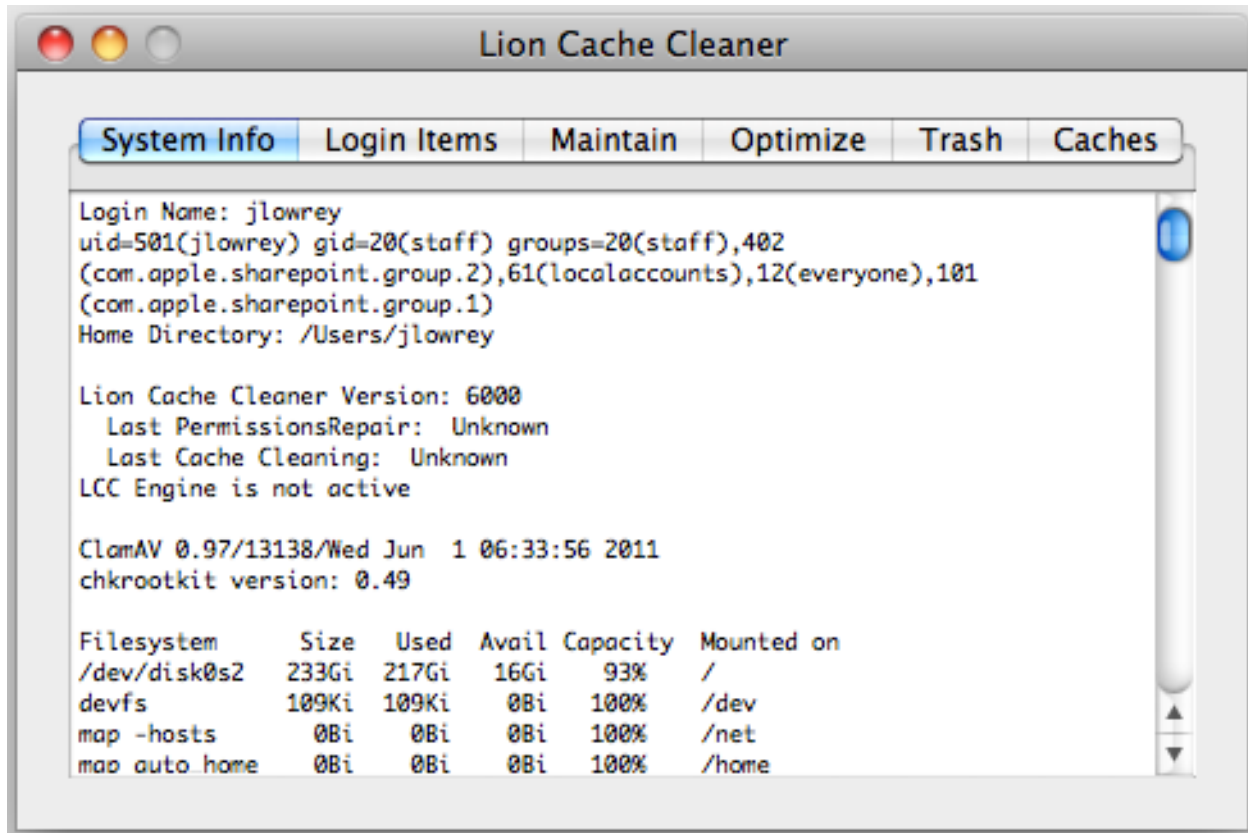 Lion Cache Cleaner
System Info Login Items Maintain Optimize Trash Caches
Login Name: jlowrey
uid=501(jlowrey) gid=20(staff) groups=20(staff),402
(com.apple.sharepoint.group.2),61(localaccounts),12(everyone),101
(com.apple.sharepoint.group.1)
Home Directory: /Users/jlowrey
Lion Cache Cleaner Version: 6000
  Last PermissionsRepair:  Unknown
  Last Cache Cleaning:  Unknown
LCC Engine is not active
ClamAV 0.97/13138/Wed Jun  1 06:33:56 2011
chkrootkit version: 0.49
Filesystem      Size   Used  Avail Capacity  Mounted on
/dev/disk0s2   233Gi  217Gi   16Gi    93%    /
devfs          109Ki  109Ki    0Bi   100%    /dev
map -hosts       0Bi    0Bi    0Bi   100%    /net
map auto_home    0Bi    0Bi    0Bi   100%    /home